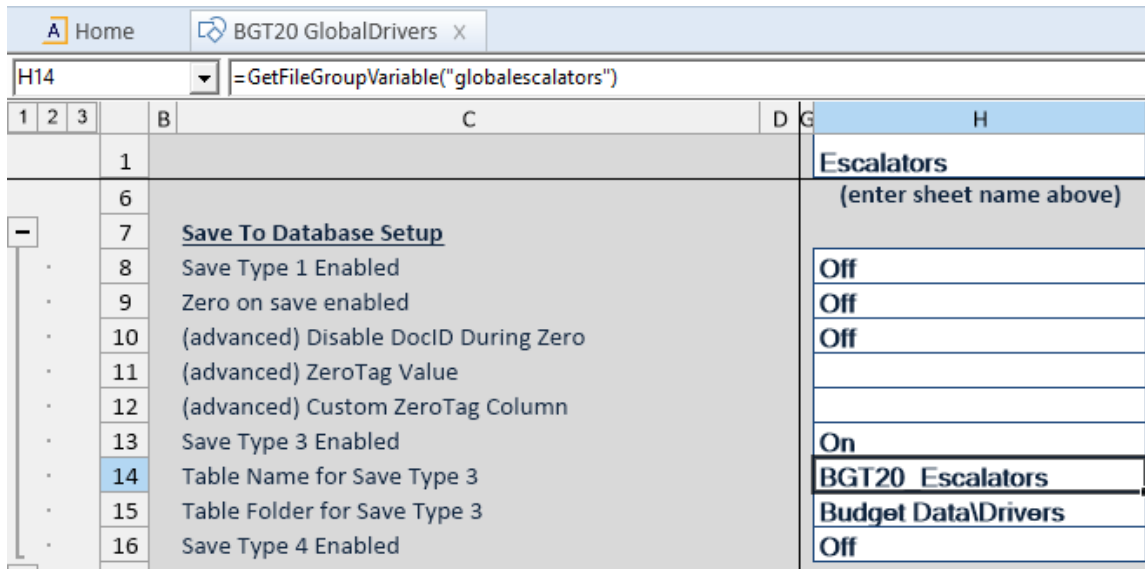 A Home BGT20 GlobalDrivers x
H14 =GetFileGroupVariable("globalescalators")
1 2 3 B C D G H
1 Escalators
6 (enter sheet name above)
7 Save To Database Setup
8 Save Type 1 Enabled Off
9 Zero on save enabled Off
10 (advanced) Disable DocID During Zero Off
11 (advanced) ZeroTag Value
12 (advanced) Custom ZeroTag Column
13 Save Type 3 Enabled On
14 Table Name for Save Type 3 BGT20_Escalators
15 Table Folder for Save Type 3 Budget Data\Drivers
16 Save Type 4 Enabled Off